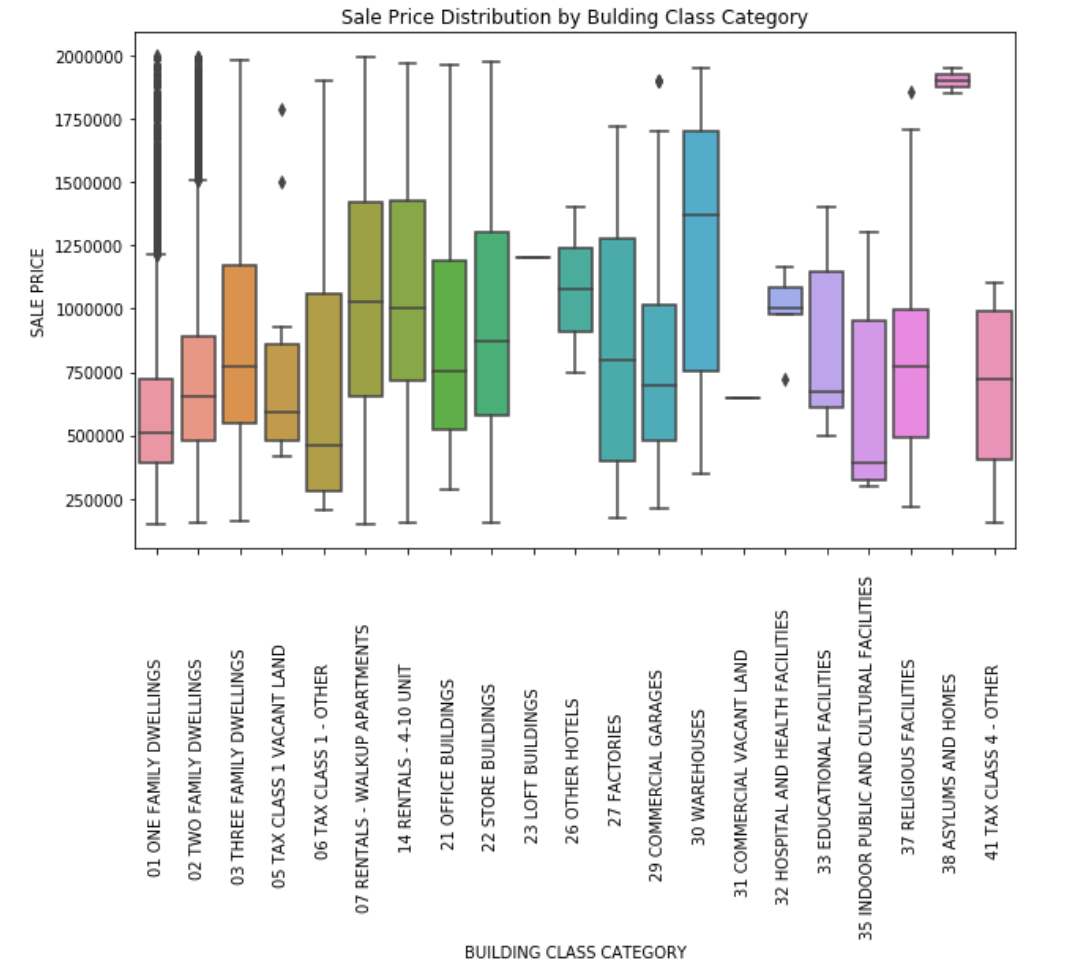 Sale Price Distribution by Bulding Class Category
2000000
1750000
1500000
1250000
1000000
750000
500000
250000
SALE PRICE
01 ONE FAMILY DWELLINGS
02 TWO FAMILY DWELLINGS
03 THREE FAMILY DWELLINGS
05 TAX CLASS 1 VACANT LAND
06 TAX CLASS 1 - OTHER
07 RENTALS - WALKUP APARTMENTS
14 RENTALS - 4-10 UNIT
21 OFFICE BUILDINGS
22 STORE BUILDINGS
23 LOFT BUILDINGS
26 OTHER HOTELS
27 FACTORIES
29 COMMERCIAL GARAGES
30 WAREHOUSES
31 COMMERCIAL VACANT LAND
32 HOSPITAL AND HEALTH FACILITIES
33 EDUCATIONAL FACILITIES
35 INDOOR PUBLIC AND CULTURAL FACILITIES
37 RELIGIOUS FACILITIES
38 ASYLUMS AND HOMES
41 TAX CLASS 4 - OTHER
BUILDING CLASS CATEGORY